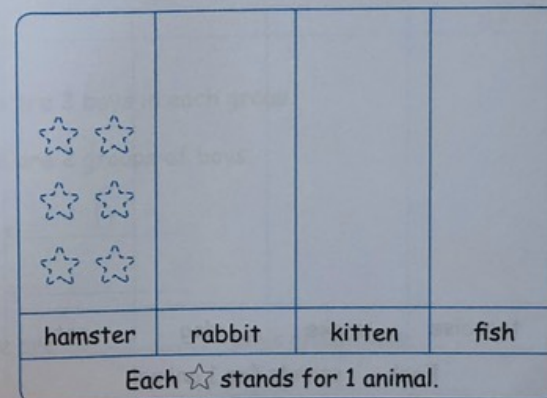 hamster rabbit kitten fish
Each ☆ stands for 1 animal.